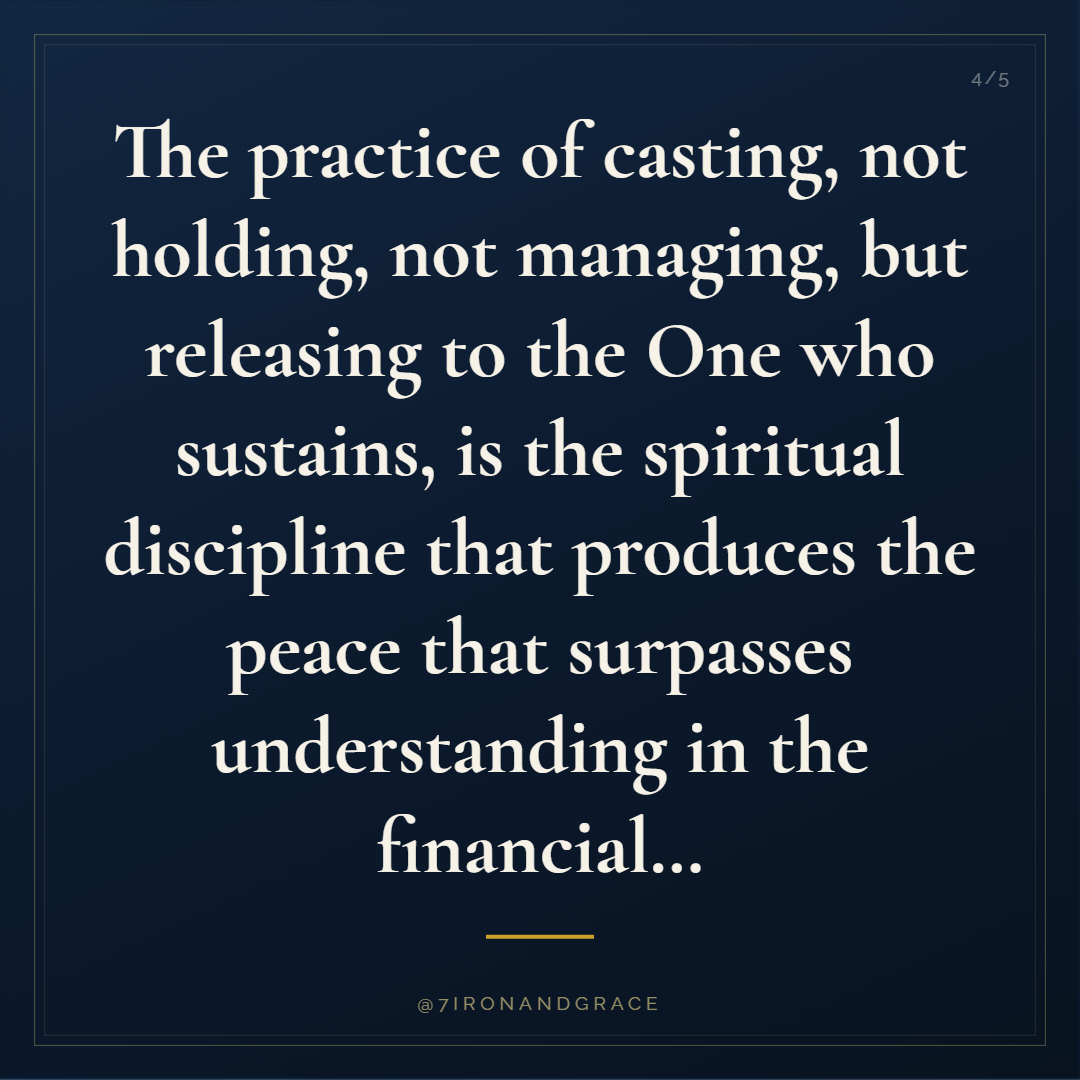 4/5
The practice of casting, not
holding, not managing, but
releasing to the One who
sustains, is the spiritual
discipline that produces the
peace that surpasses
understanding in the
financial...
@7IRONANDGRACE